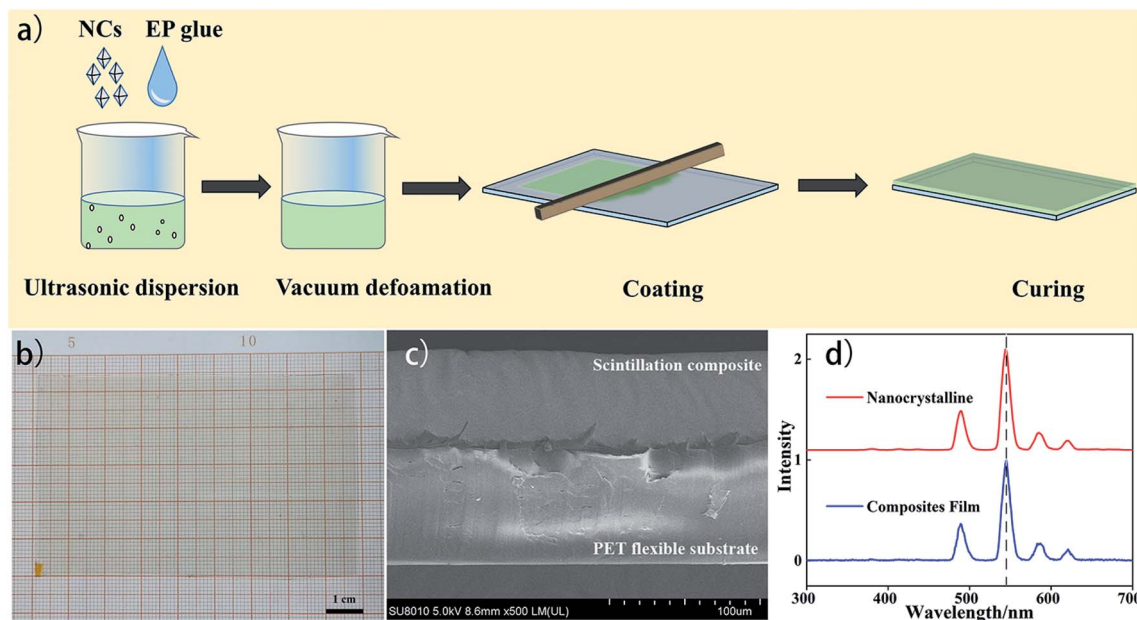 a)
NCs EP glue
Ultrasonic dispersion
Vacuum defoamation
Coating
Curing
b)
5 10
1 cm
c)
Scintillation composite
PET flexible substrate
SU8010 5.0kV 8.6mm x500 LM(UL)
100um
d)
2
Nanocrystalline
1
Composites Film
0
Intensity
300 400 500 600 700
Wavelength/nm